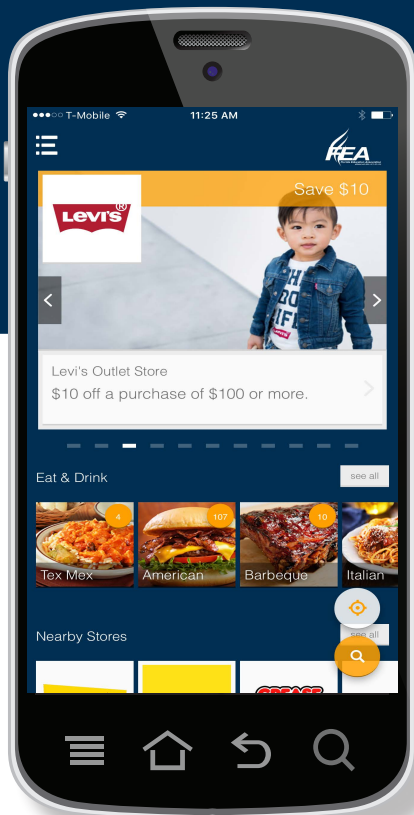 T-Mobile 11:25 AM
FEA
LEVI'S®
Save $10
Levi's Outlet Store
$10 off a purchase of $100 or more.
Eat & Drink
see all
4
107
10
Tex Mex
American
Barbeque
Italian
Nearby Stores
see all
GREASE